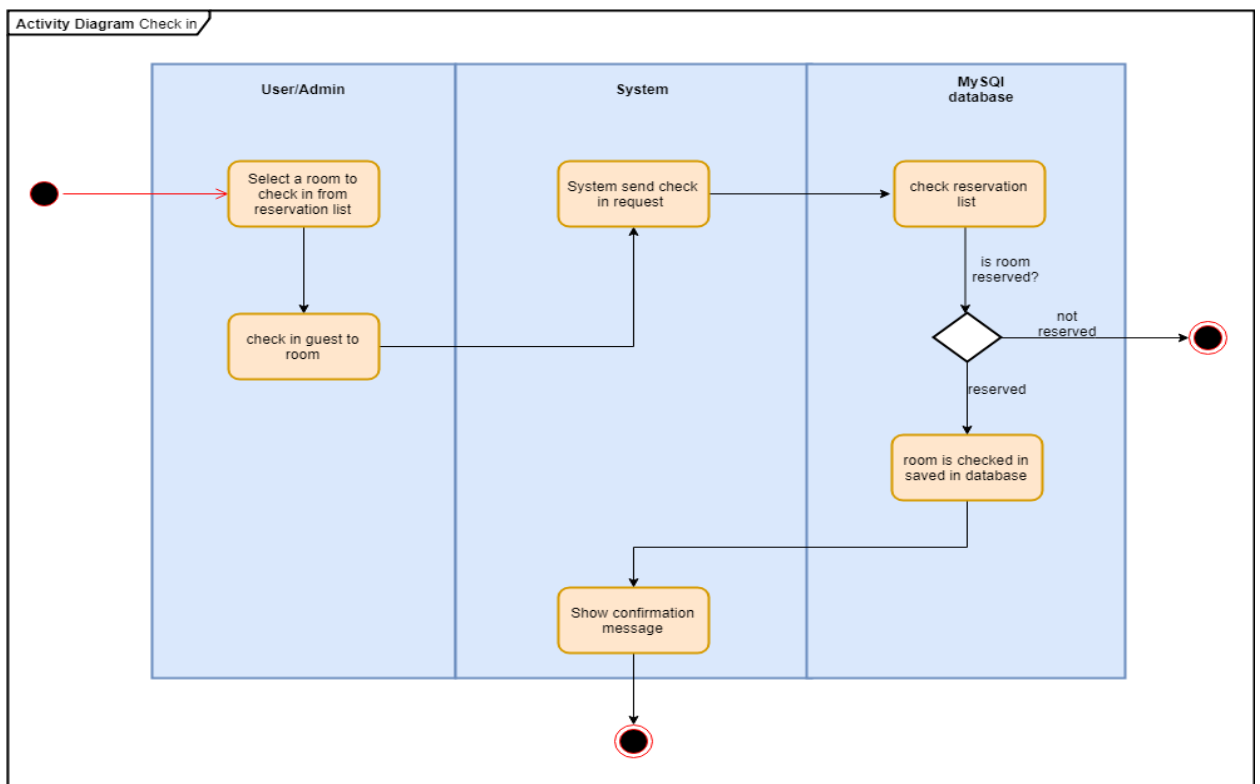 Activity Diagram Check in
User/Admin
System
MySQl
database
Select a room to
check in from
reservation list
System send check
in request
check reservation
list
is room
reserved?
check in guest to
room
not
reserved
reserved
room is checked in
saved in database
Show confirmation
message